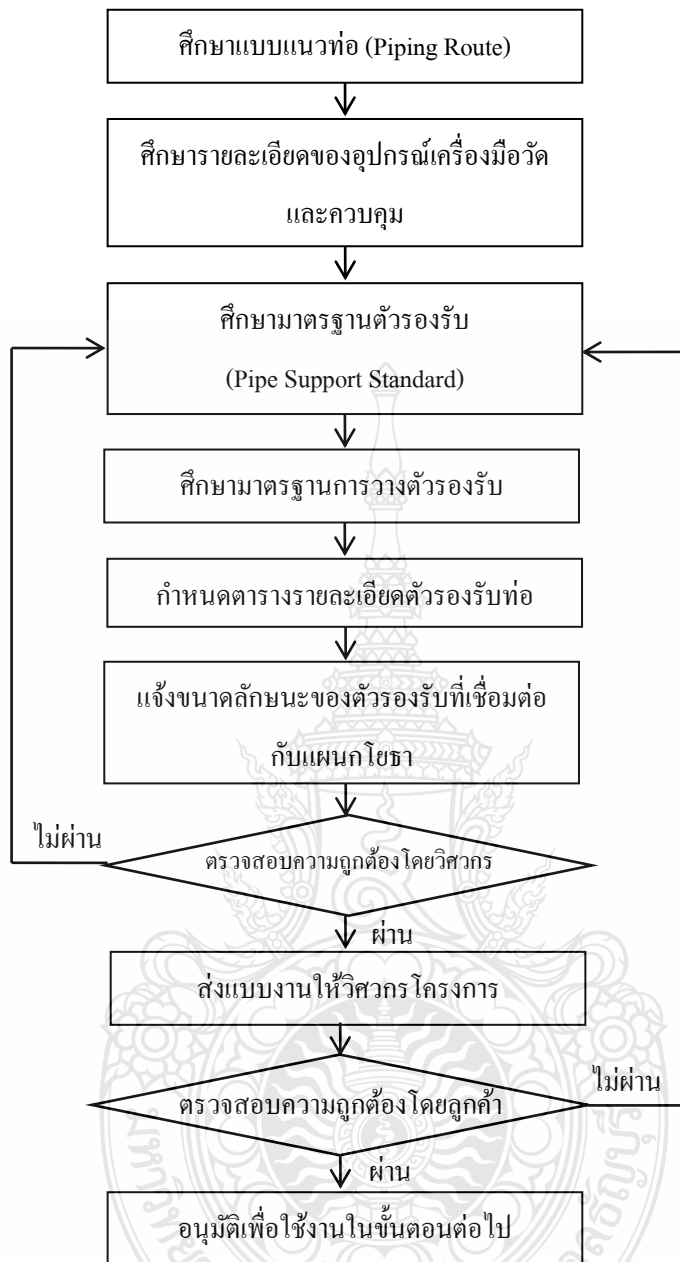 ศึกษาแบบแนวท่อ (Piping Route)
ศึกษารายละเอียดของอุปกรณ์เครื่องมือวัด
และควบคุม
ศึกษามาตรฐานตัวรองรับ
(Pipe Support Standard)
ศึกษามาตรฐานการวางตัวรองรับ
กำหนดตารางรายละเอียดตัวรองรับท่อ
แจ้งขนาดลักษณะของตัวรองรับที่เชื่อมต่อ
กับแผนกโยธา
ไม่ผ่าน
ตรวจสอบความถูกต้องโดยวิศวกร
ผ่าน
ส่งแบบงานให้วิศวกรโครงการ
ไม่ผ่าน
ตรวจสอบความถูกต้องโดยลูกค้า
ผ่าน
อนุมัติเพื่อใช้งานในขั้นตอนต่อไป